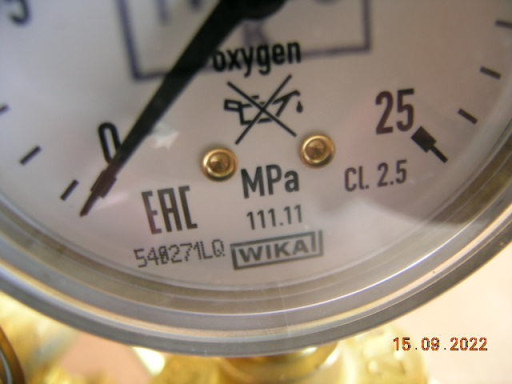 oxygen
0
25
MPa
Cl. 2.5
EAC
111.11
540271LQ
WIKA
15.09.2022